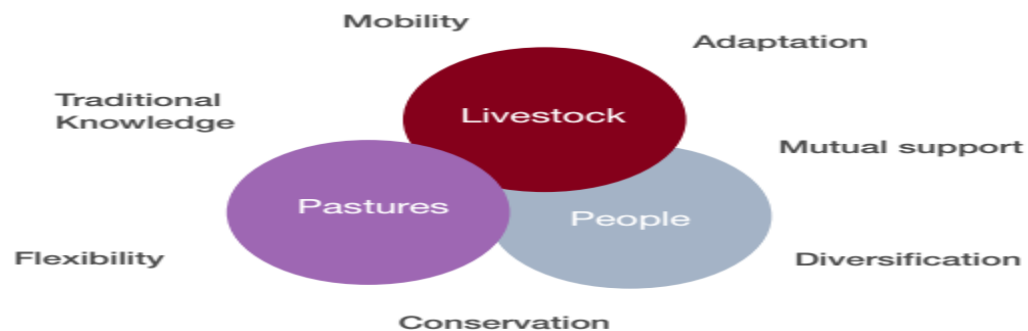 Mobility
Adaptation
Traditional
Knowledge
Livestock
Mutual support
Pastures
People
Flexibility
Diversification
Conservation